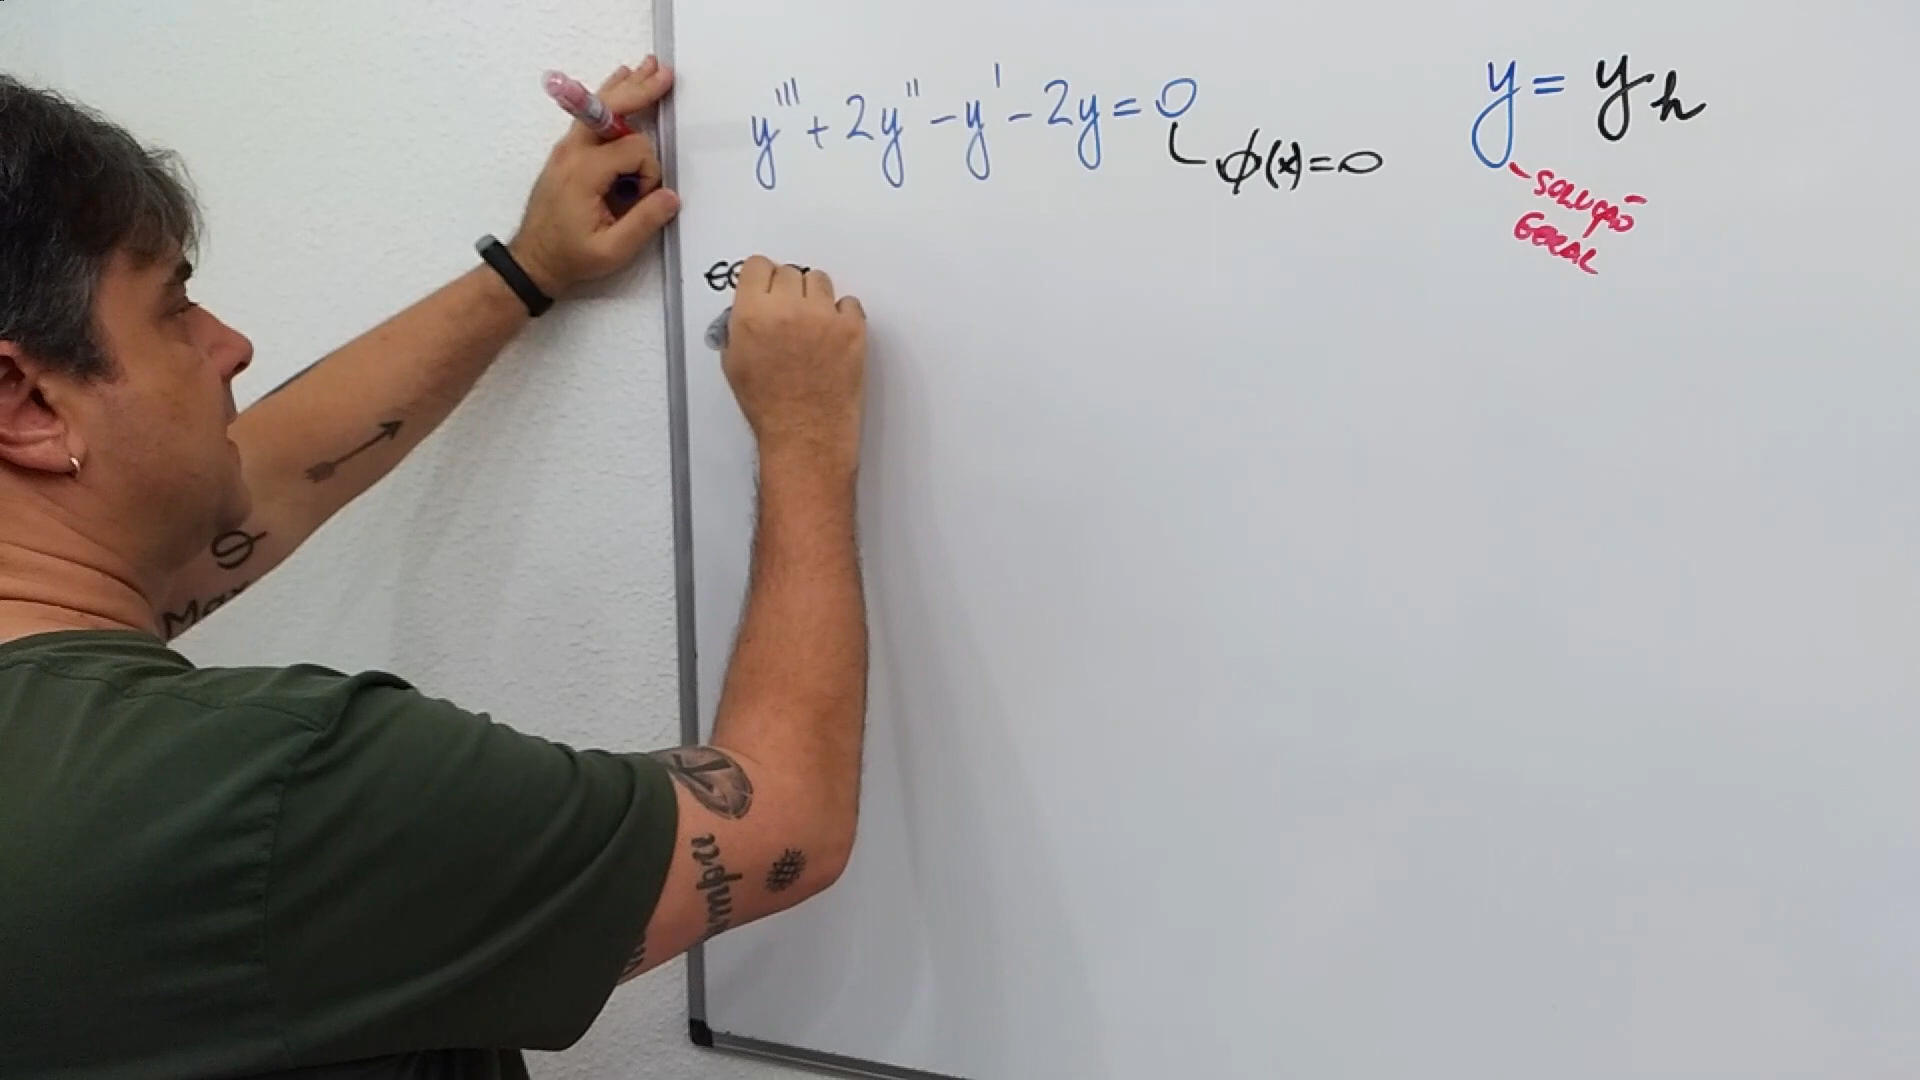 y''' + 2y'' - y' - 2y = 0
ϕ(x) = 0
y = yh
SOLUÇÃO
GERAL